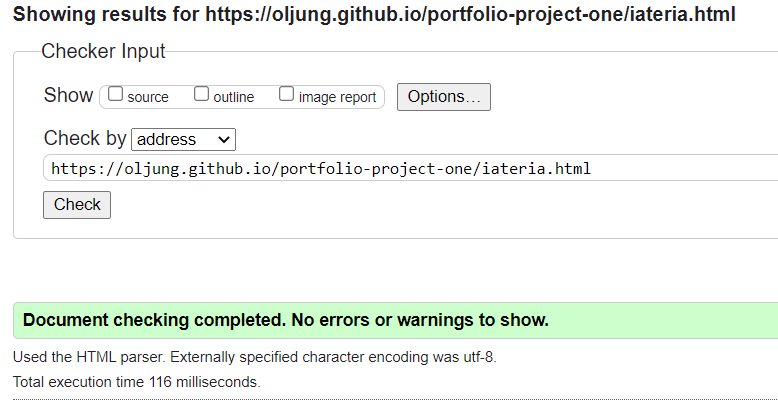 Showing results for https://oljung.github.io/portfolio-project-one/iateria.html
Checker Input
Show source outline image report Options...
Check by address
https://oljung.github.io/portfolio-project-one/iateria.html
Check
Document checking completed. No errors or warnings to show.
Used the HTML parser. Externally specified character encoding was utf-8.
Total execution time 116 milliseconds.